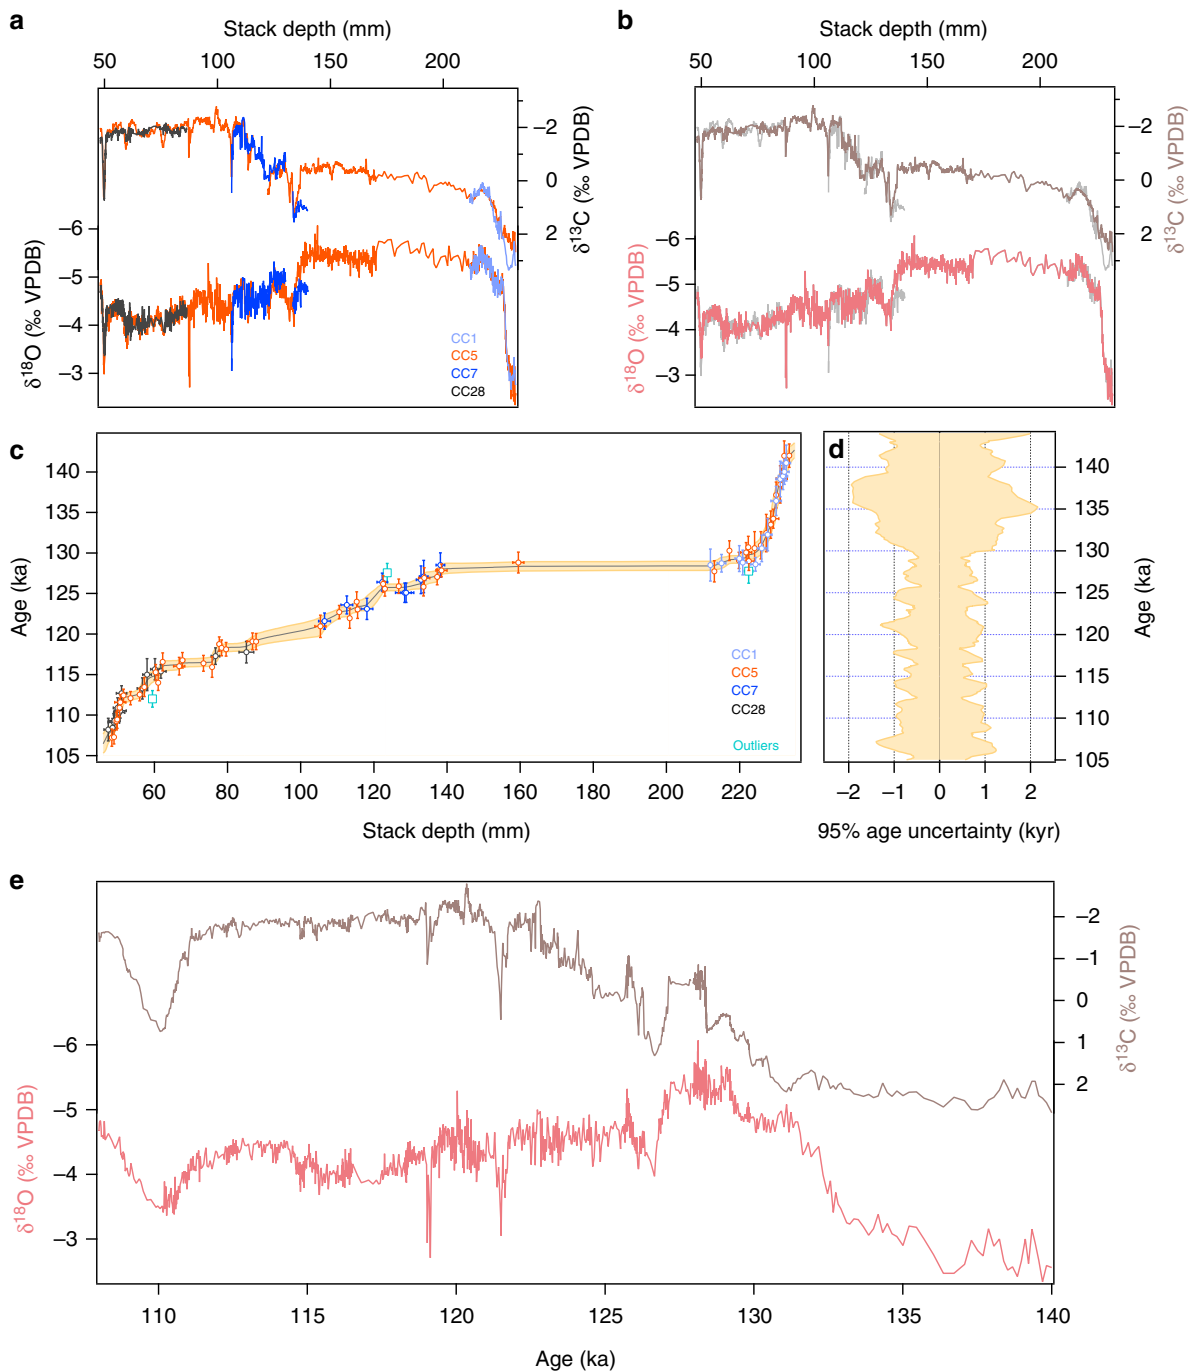 a
Stack depth (mm)
50 100 150 200
–2
0
2
δ13C (‰ VPDB)
–6
–5
–4
–3
δ18O (‰ VPDB)
CC1
CC5
CC7
CC28
b
Stack depth (mm)
50 100 150 200
–2
0
2
δ13C (‰ VPDB)
–6
–5
–4
–3
δ18O (‰ VPDB)
c
140
135
130
125
120
115
110
105
Age (ka)
CC1
CC5
CC7
CC28
Outliers
60 80 100 120 140 160 180 200 220
Stack depth (mm)
d
140
135
130
125
120
115
110
105
Age (ka)
–2 –1 0 1 2
95% age uncertainty (kyr)
e
–2
–1
0
1
2
δ13C (‰ VPDB)
–6
–5
–4
–3
δ18O (‰ VPDB)
110 115 120 125 130 135 140
Age (ka)